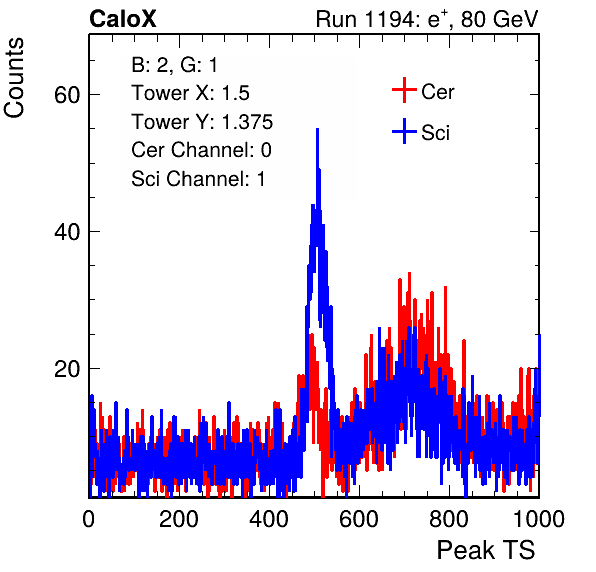 CaloX Run 1194: e⁺, 80 GeV
Counts
B: 2, G: 1
Tower X: 1.5
Tower Y: 1.375
Cer Channel: 0
Sci Channel: 1
Cer
Sci
60
40
20
0 200 400 600 800 1000
Peak TS